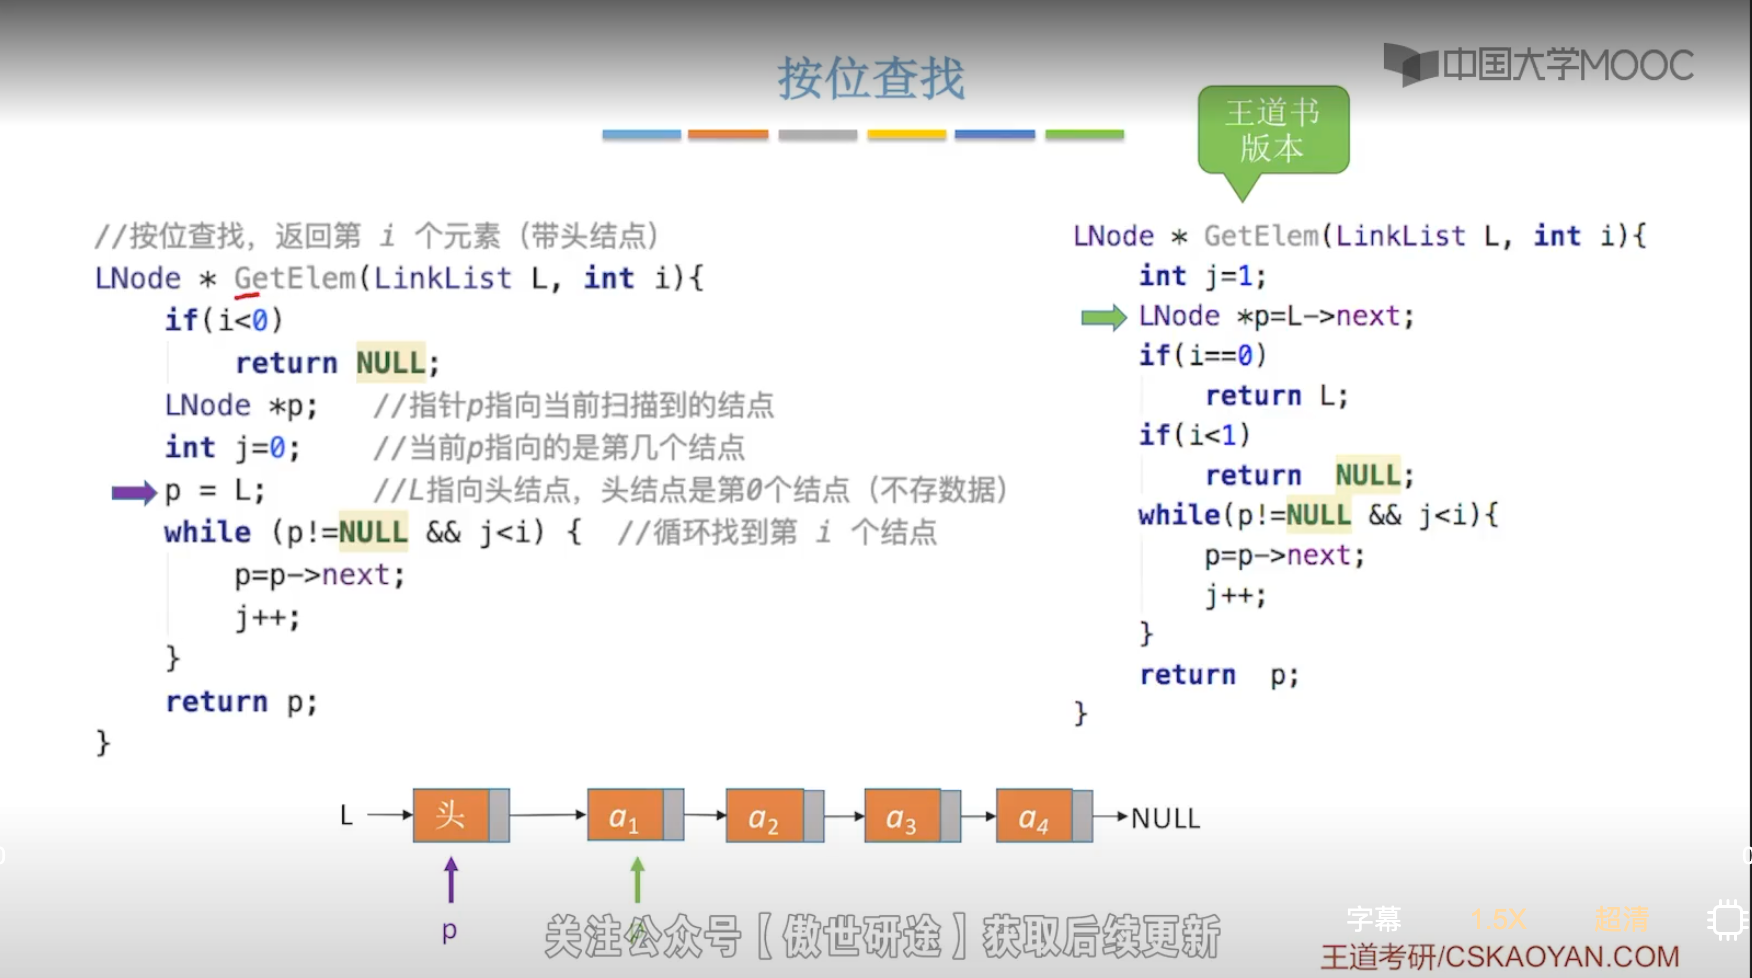 按位查找
中国大学MOOC
王道书
版本
//按位查找，返回第 i 个元素（带头结点）
LNode * GetElem(LinkList L, int i){
if(i<0)
return NULL;
LNode *p;   //指针p指向当前扫描到的结点
int j=0;    //当前p指向的是第几个结点
p = L;      //L指向头结点，头结点是第0个结点（不存数据）
while (p!=NULL && j<i) {  //循环找到第 i 个结点
p=p->next;
j++;
}
return p;
}
LNode * GetElem(LinkList L, int i){
int j=1;
LNode *p=L->next;
if(i==0)
return L;
if(i<1)
return  NULL;
while(p!=NULL && j<i){
p=p->next;
j++;
}
return  p;
}
L 头 a1 a2 a3 a4 NULL
p
关注公众号【傲世研途】获取后续更新
字幕 1.5X 超清
王道考研/CSKAOYAN.COM